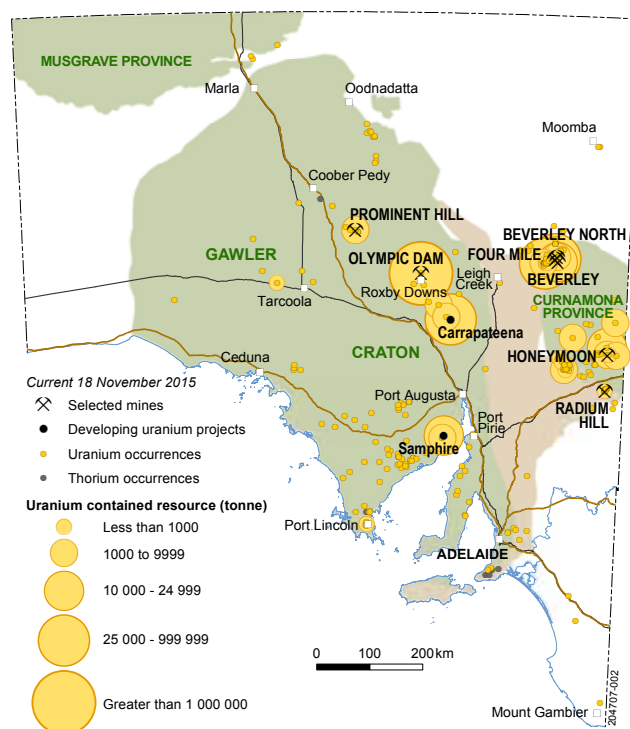 MUSGRAVE PROVINCE
Marla
Oodnadatta
Moomba
Coober Pedy
PROMINENT HILL
BEVERLEY NORTH
GAWLER
OLYMPIC DAM
FOUR MILE
Leigh
Creek
BEVERLEY
Roxby Downs
Tarcoola
CURNAMONA
PROVINCE
Carrapateena
CRATON
HONEYMOON
Ceduna
Current 18 November 2015
Selected mines
Port Augusta
RADIUM
HILL
Developing uranium projects
Port
Pirie
Uranium occurrences
Samphire
Thorium occurrences
Uranium contained resource (tonne)
Less than 1000
Port Lincoln
1000 to 9999
ADELAIDE
10 000 - 24 999
25 000 - 999 999
0 100 200 km
Greater than 1 000 000
Mount Gambier
204707-002